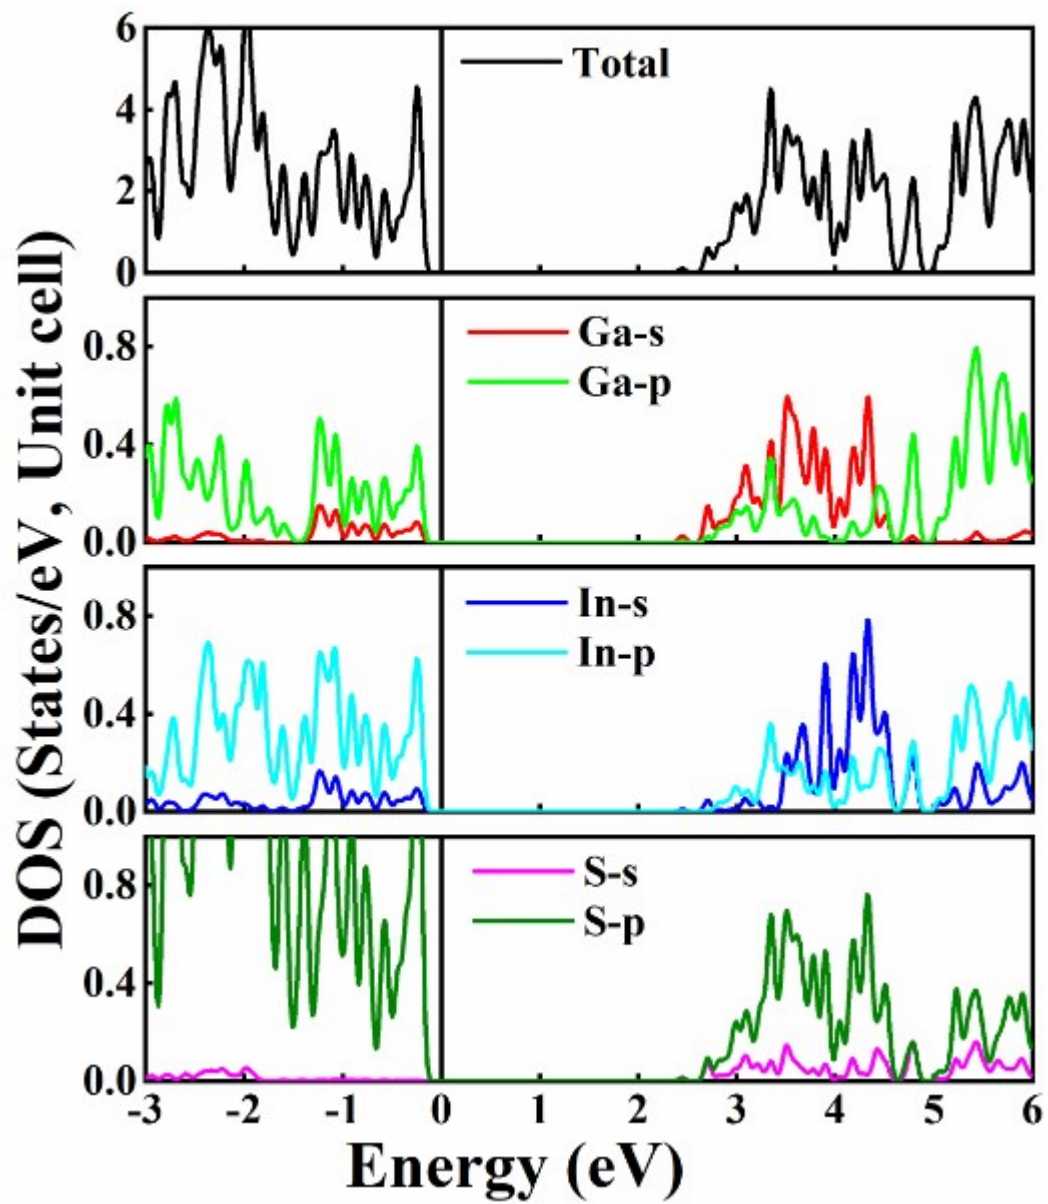 DOS (States/eV, Unit cell)
6
4
2
0
Total
0.8
0.4
0.0
Ga-s
Ga-p
0.8
0.4
0.0
In-s
In-p
0.8
0.4
0.0
S-s
S-p
-3 -2 -1 0 1 2 3 4 5 6
Energy (eV)